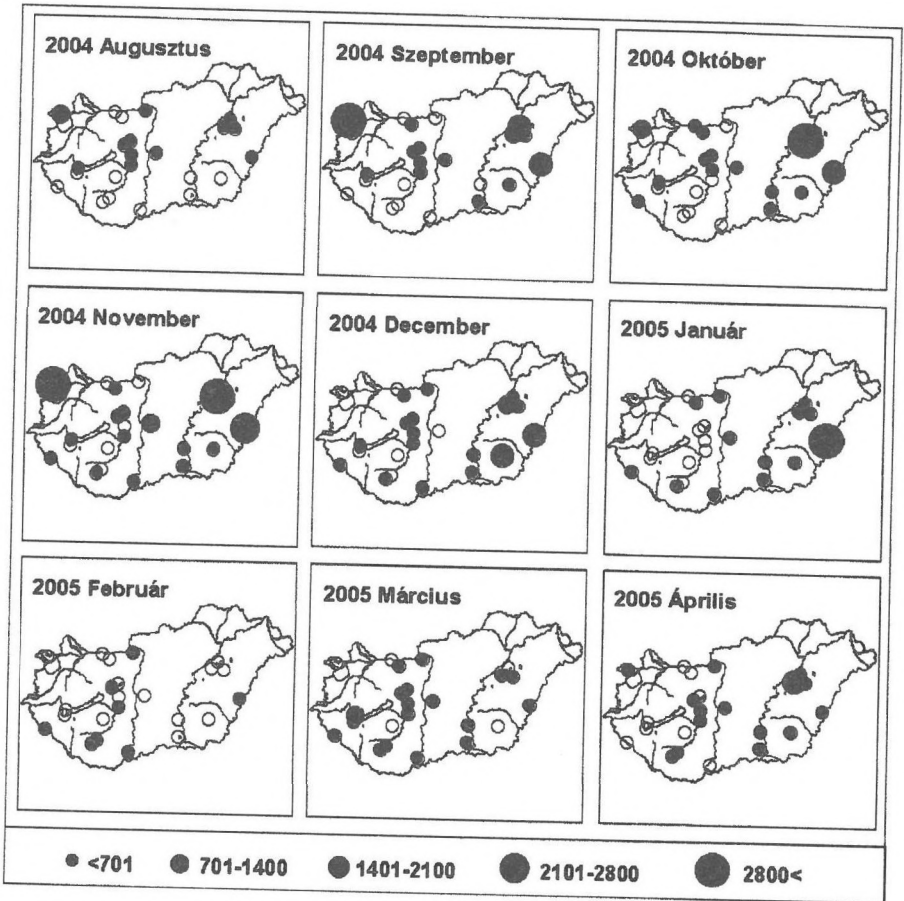 2004 Augusztus
2004 Szeptember
2004 Október
2004 November
2004 December
2005 Január
2005 Február
2005 Március
2005 Április
<701 701-1400 1401-2100 2101-2800 2800<